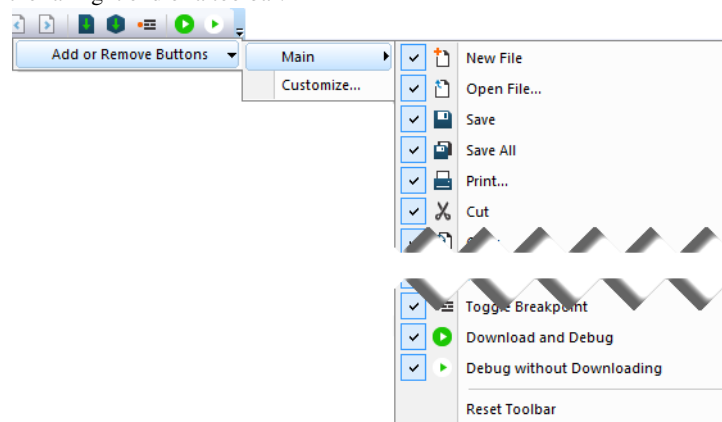 Add or Remove Buttons
Main
Customize...
New File
Open File...
Save
Save All
Print...
Cut
Toggle Breakpoint
Download and Debug
Debug without Downloading
Reset Toolbar